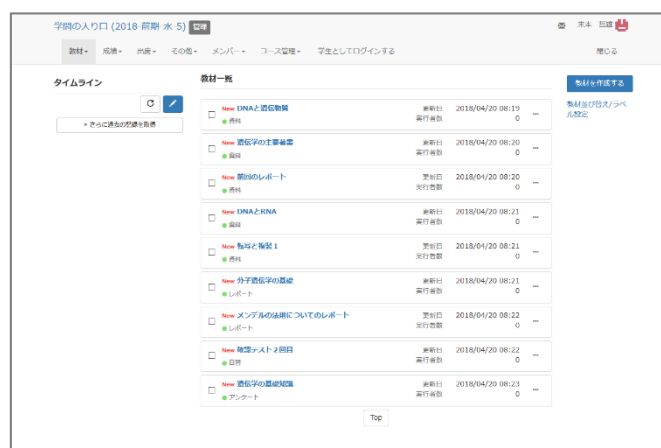 学問の入り口 (2018-前期-水-5) 管理
教材 成績 出席 その他 メンバー コース管理 学生としてログインする 閉じる
タイムライン
+ さらに過去の記録を取得
教材一覧
New DNAと遺伝物質 更新日 2018/04/20 08:19
資料 実行者数 0
New 遺伝学の主要著書 更新日 2018/04/20 08:20
資料 実行者数 0
New 前回のレポート 更新日 2018/04/20 08:20
資料 実行者数 0
New DNAとRNA 更新日 2018/04/20 08:21
資料 実行者数 0
New 転写と複製1 更新日 2018/04/20 08:21
資料 実行者数 0
New 分子遺伝学の基礎 更新日 2018/04/20 08:21
レポート 実行者数 0
New メンデルの法則についてのレポート 更新日 2018/04/20 08:22
レポート 実行者数 0
New 確認テスト2回目 更新日 2018/04/20 08:22
自習 実行者数 0
New 遺伝学の基礎知識 更新日 2018/04/20 08:23
アンケート 実行者数 0
Top
教材を作成する
教材並び替え/ラベ
ル設定